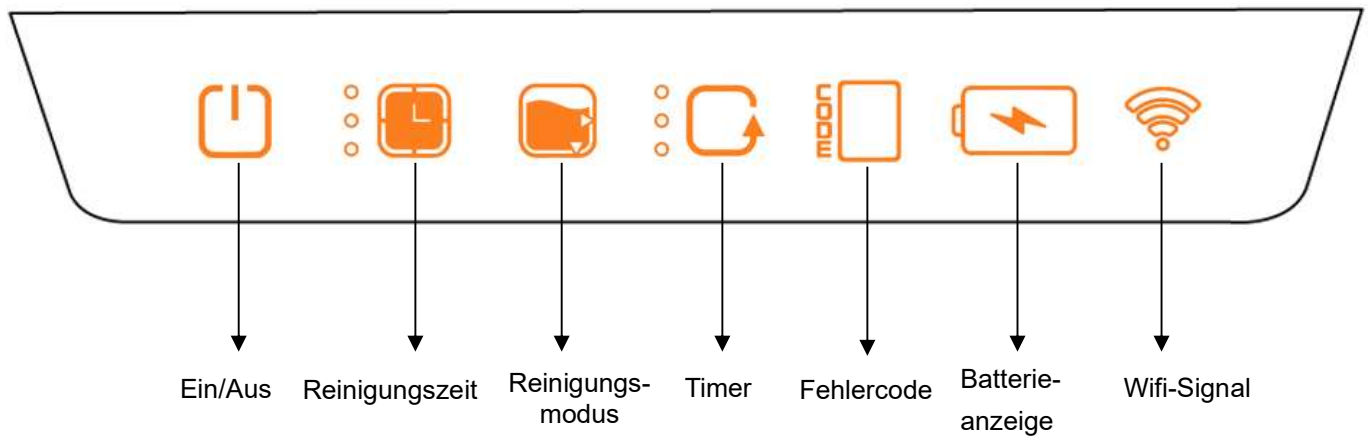 CODE
Ein/Aus
Reinigungszeit
Reinigungs-
modus
Timer
Fehlercode
Batterie-
anzeige
Wifi-Signal